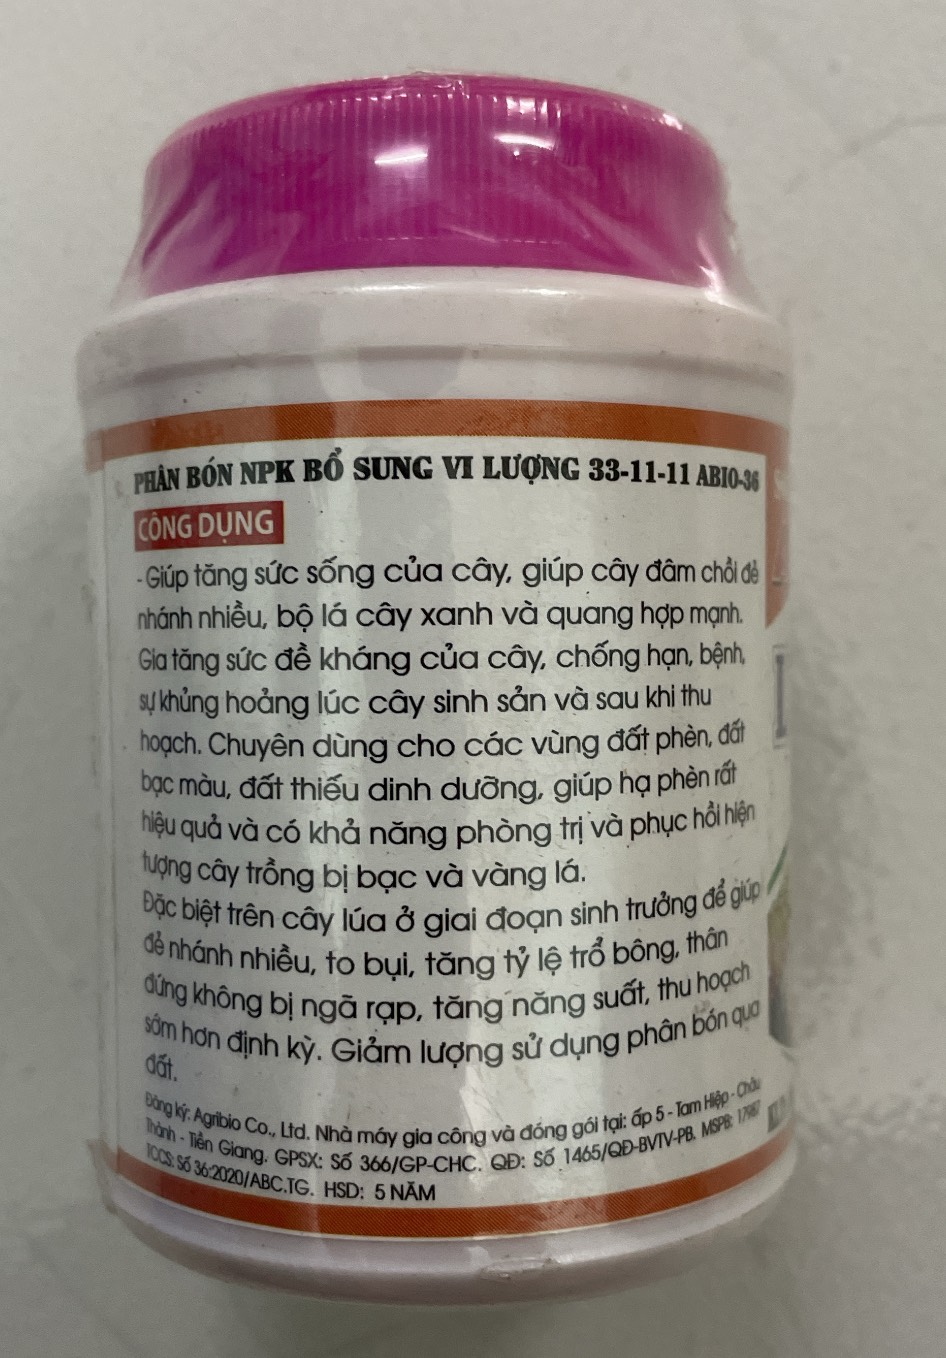 PHÂN BÓN NPK BỔ SUNG VI LƯỢNG 33-11-11 ABIO-36
CÔNG DỤNG
- Giúp tăng sức sống của cây, giúp cây đâm chồi đẻ
nhánh nhiều, bộ lá cây xanh và quang hợp mạnh.
Gia tăng sức đề kháng của cây, chống hạn, bệnh,
sự khủng hoảng lúc cây sinh sản và sau khi thu
hoạch. Chuyên dùng cho các vùng đất phèn, đất
bạc màu, đất thiếu dinh dưỡng, giúp hạ phèn rất
hiệu quả và có khả năng phòng trị và phục hồi hiện
tượng cây trồng bị bạc và vàng lá.
Đặc biệt trên cây lúa ở giai đoạn sinh trưởng để giúp
đẻ nhánh nhiều, to bụi, tăng tỷ lệ trổ bông, thân
đứng không bị ngã rạp, tăng năng suất, thu hoạch
sớm hơn định kỳ. Giảm lượng sử dụng phân bón qua
đất.
Đăng ký: Agribio Co., Ltd. Nhà máy gia công và đóng gói tại: ấp 5 - Tam Hiệp - Châu
Thành - Tiền Giang. GPSX: Số 366/GP-CHC. QĐ: Số 1465/QĐ-BVTV-PB. MSPB: 17987
TCCS: Số 36:2020/ABC.TG. HSD: 5 NĂM